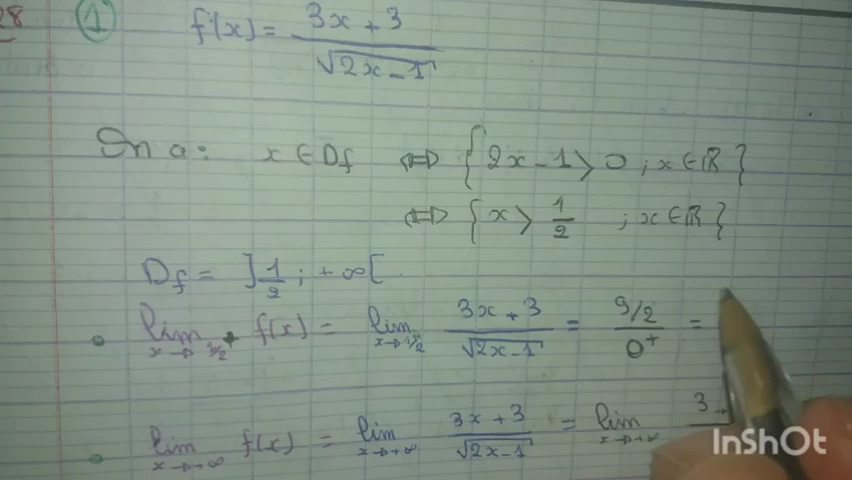 28 1 f(x) = 3x + 3 / √2x - 1
On a : x ∈ Df ⟺ { 2x - 1 > 0 ; x ∈ ℝ }
⟺ { x > 1/2 ; x ∈ ℝ }
Df = ]1/2 ; +∞[
• lim x→1/2+ f(x) = lim x→1/2 3x + 3 / √2x - 1 = 9/2 / 0+ =
• lim x→+∞ f(x) = lim x→+∞ 3x + 3 / √2x - 1 = lim x→+∞ 3 +
InShOt